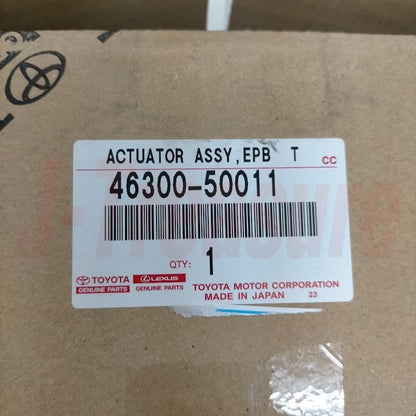 ACTUATOR ASSY,EPB T
CC
46300-50011
J-Treasure
QTY: 1
TOYOTA GENUINE PARTS
LEXUS GENUINE PARTS
TOYOTA MOTOR CORPORATION
MADE IN JAPAN 23